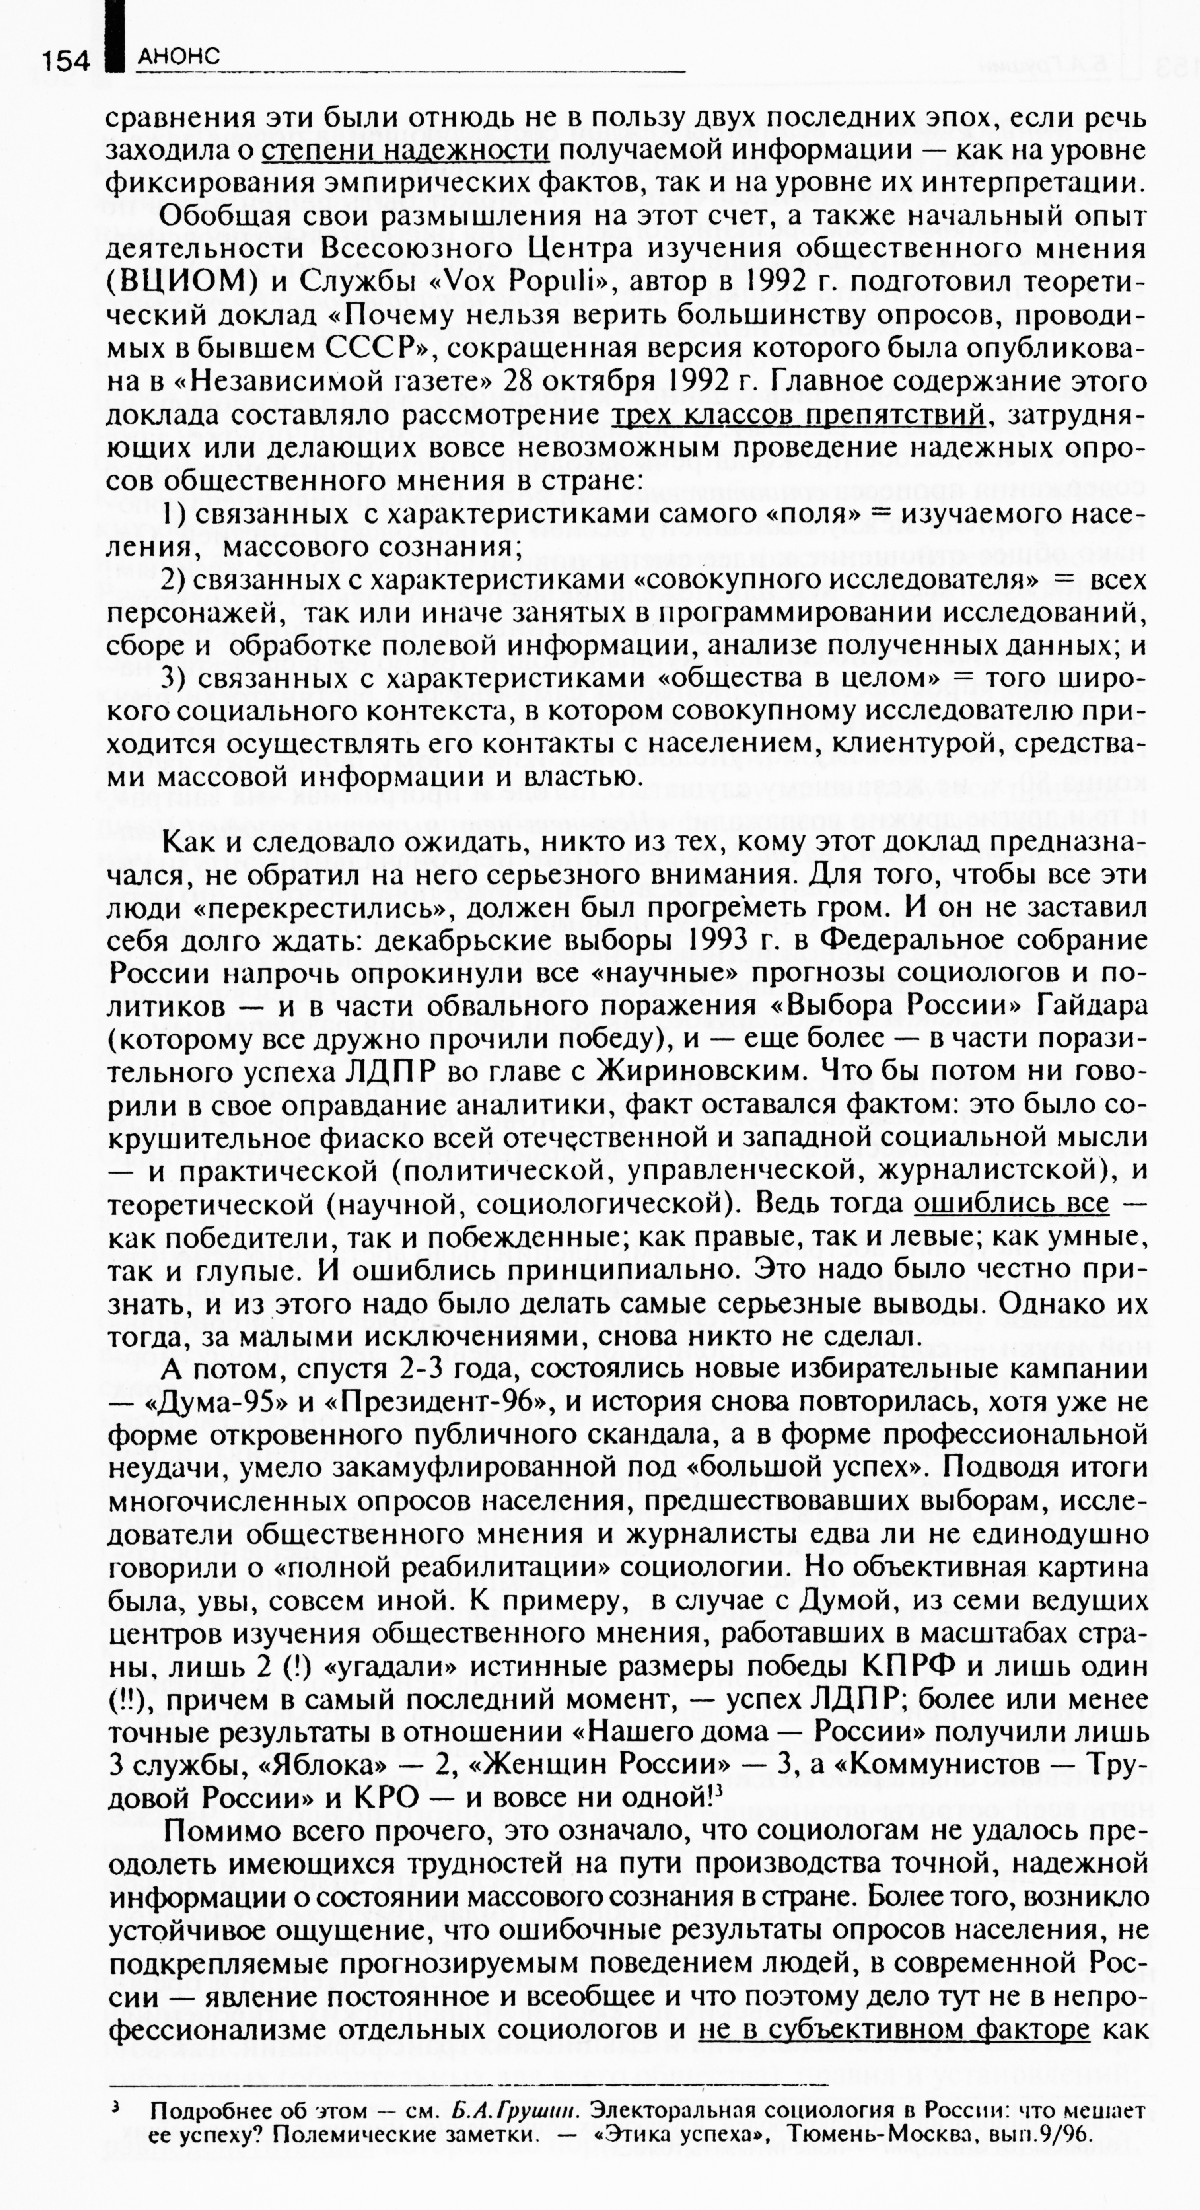 154 АНОНС
сравнения эти были отнюдь не в пользу двух последних эпох, если речь
заходила о степени надежности получаемой информации — как на уровне
фиксирования эмпирических фактов, так и на уровне их интерпретации.
Обобщая свои размышления на этот счет, а также начальный опыт
деятельности Всесоюзного Центра изучения общественного мнения
(ВЦИОМ) и Службы «Vox Populi», автор в 1992 г. подготовил теорети-
ческий доклад «Почему нельзя верить большинству опросов, проводи-
мых в бывшем СССР», сокращенная версия которого была опубликова-
на в «Независимой газете» 28 октября 1992 г. Главное содержание этого
доклада составляло рассмотрение трех классов препятствий, затрудня-
ющих или делающих вовсе невозможным проведение надежных опро-
сов общественного мнения в стране:
1) связанных с характеристиками самого «поля» = изучаемого насе-
ления, массового сознания;
2) связанных с характеристиками «совокупного исследователя» = всех
персонажей, так или иначе занятых в программировании исследований,
сборе и обработке полевой информации, анализе полученных данных; и
3) связанных с характеристиками «общества в целом» = того широ-
кого социального контекста, в котором совокупному исследователю при-
ходится осуществлять его контакты с населением, клиентурой, средства-
ми массовой информации и властью.
Как и следовало ожидать, никто из тех, кому этот доклад предназна-
чался, не обратил на него серьезного внимания. Для того, чтобы все эти
люди «перекрестились», должен был прогреметь гром. И он не заставил
себя долго ждать: декабрьские выборы 1993 г. в Федеральное собрание
России напрочь опрокинули все «научные» прогнозы социологов и по-
литиков — и в части обвального поражения «Выбора России» Гайдара
(которому все дружно прочили победу), и — еще более — в части порази-
тельного успеха ЛДПР во главе с Жириновским. Что бы потом ни гово-
рили в свое оправдание аналитики, факт оставался фактом: это было со-
крушительное фиаско всей отечественной и западной социальной мысли
— и практической (политической, управленческой, журналистской), и
теоретической (научной, социологической). Ведь тогда ошиблись все —
как победители, так и побежденные; как правые, так и левые; как умные,
так и глупые. И ошиблись принципиально. Это надо было честно при-
знать, и из этого надо было делать самые серьезные выводы. Однако их
тогда, за малыми исключениями, снова никто не сделал.
А потом, спустя 2-3 года, состоялись новые избирательные кампании
— «Дума-95» и «Президент-96», и история снова повторилась, хотя уже не
форме откровенного публичного скандала, а в форме профессиональной
неудачи, умело закамуфлированной под «большой успех». Подводя итоги
многочисленных опросов населения, предшествовавших выборам, иссле-
дователи общественного мнения и журналисты едва ли не единодушно
говорили о «полной реабилитации» социологии. Но объективная картина
была, увы, совсем иной. К примеру, в случае с Думой, из семи ведущих
центров изучения общественного мнения, работавших в масштабах стра-
ны, лишь 2 (!) «угадали» истинные размеры победы КПРФ и лишь один
(!!), причем в самый последний момент, — успех ЛДПР; более или менее
точные результаты в отношении «Нашего дома — России» получили лишь
3 службы, «Яблока» — 2, «Женщин России» — 3, а «Коммунистов — Тру-
довой России» и КРО — и вовсе ни одной!³
Помимо всего прочего, это означало, что социологам не удалось пре-
одолеть имеющихся трудностей на пути производства точной, надежной
информации о состоянии массового сознания в стране. Более того, возникло
устойчивое ощущение, что ошибочные результаты опросов населения, не
подкрепляемые прогнозируемым поведением людей, в современной Рос-
сии — явление постоянное и всеобщее и что поэтому дело тут не в непро-
фессионализме отдельных социологов и не в субъективном факторе как
³ Подробнее об этом — см. Б.А.Грушин. Электоральная социология в России: что мешает
ее успеху? Полемические заметки. — «Этика успеха», Тюмень-Москва, вып.9/96.